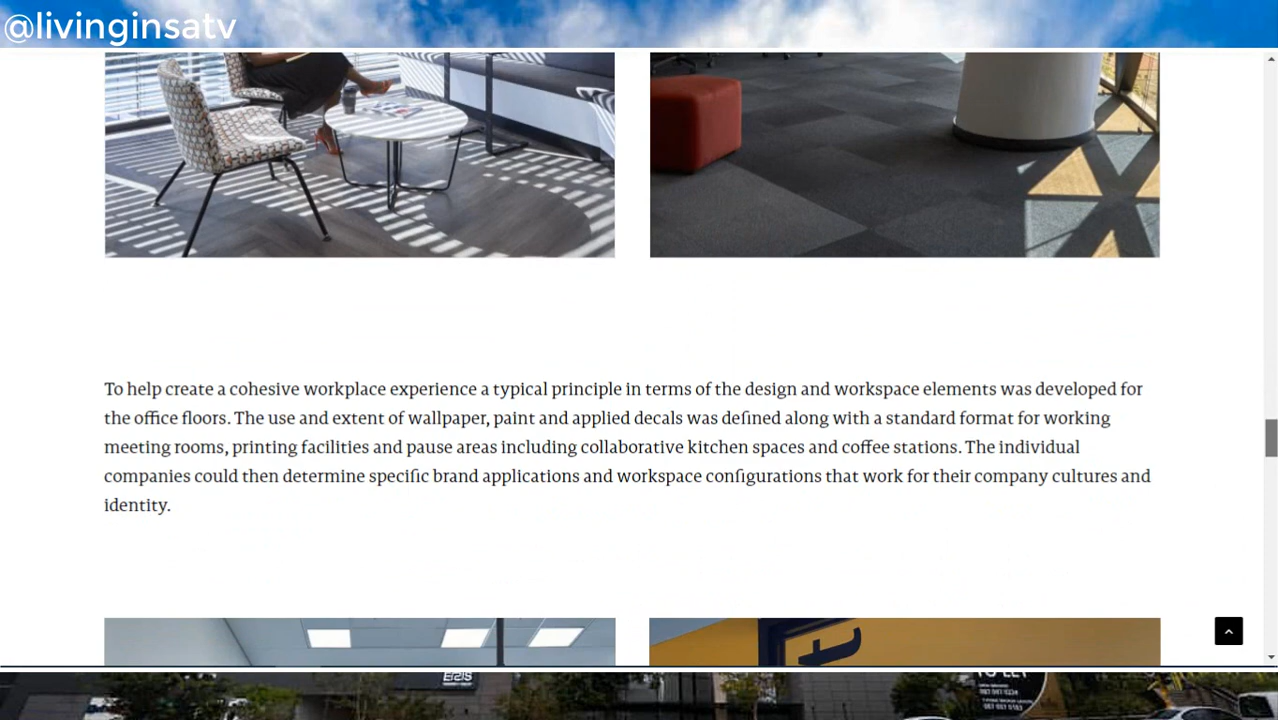 @livinginsatv
To help create a cohesive workplace experience a typical principle in terms of the design and workspace elements was developed for
the office floors. The use and extent of wallpaper, paint and applied decals was defined along with a standard format for working
meeting rooms, printing facilities and pause areas including collaborative kitchen spaces and coffee stations. The individual
companies could then determine specific brand applications and workspace configurations that work for their company cultures and
identity.
t
TO LET